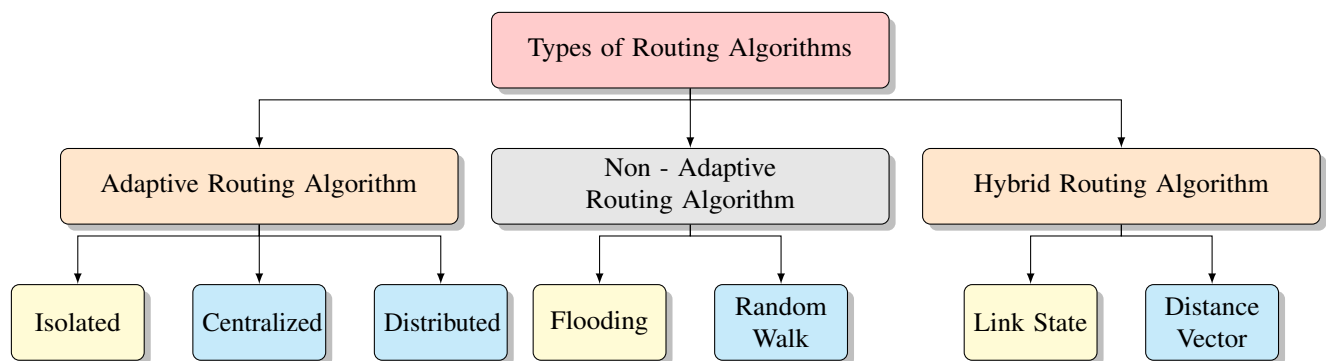 Types of Routing Algorithms
Adaptive Routing Algorithm
Non - Adaptive
Routing Algorithm
Hybrid Routing Algorithm
Isolated
Centralized
Distributed
Flooding
Random
Walk
Link State
Distance
Vector